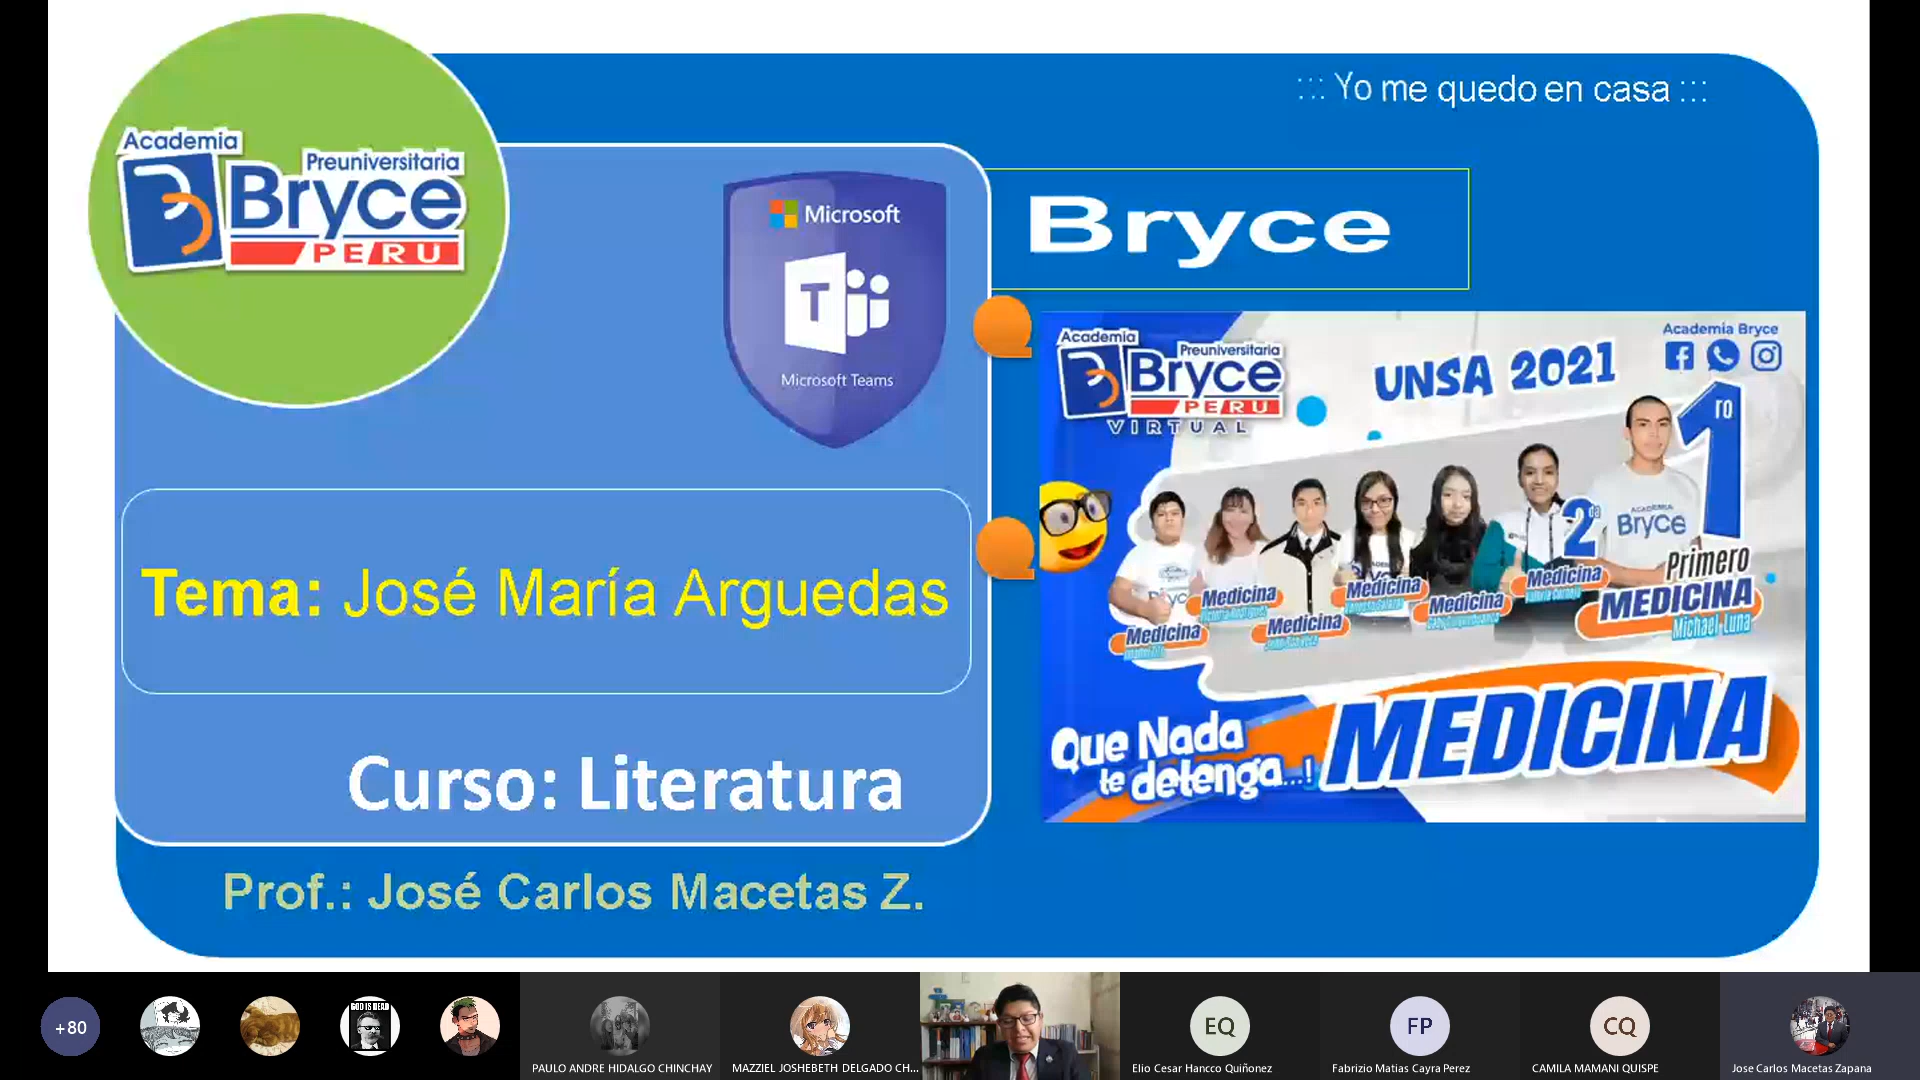 ::: Yo me quedo en casa :::
Academia
Preuniversitaria
Bryce
PERU
Microsoft
Microsoft Teams
Bryce
Tema: José María Arguedas
Curso: Literatura
Prof.: José Carlos Macetas Z.
Academia
Preuniversitaria
Bryce
PERU
VIRTUAL
UNSA 2021
Academia Bryce
1ro
2da
ACADEMIA
Bryce
Primero
MEDICINA
Michael Luna
Medicina
Medicina
Medicina
Medicina
Medicina
Medicina
Que Nada
te detenga...!
MEDICINA
+80
GOD IS DEAD
EQ
FP
CQ
PAULO ANDRE HIDALGO CHINCHAY
MAZZIEL JOSHEBETH DELGADO CH...
Elio Cesar Hancco Quiñonez
Fabrizio Matias Cayra Perez
CAMILA MAMANI QUISPE
Jose Carlos Macetas Zapana